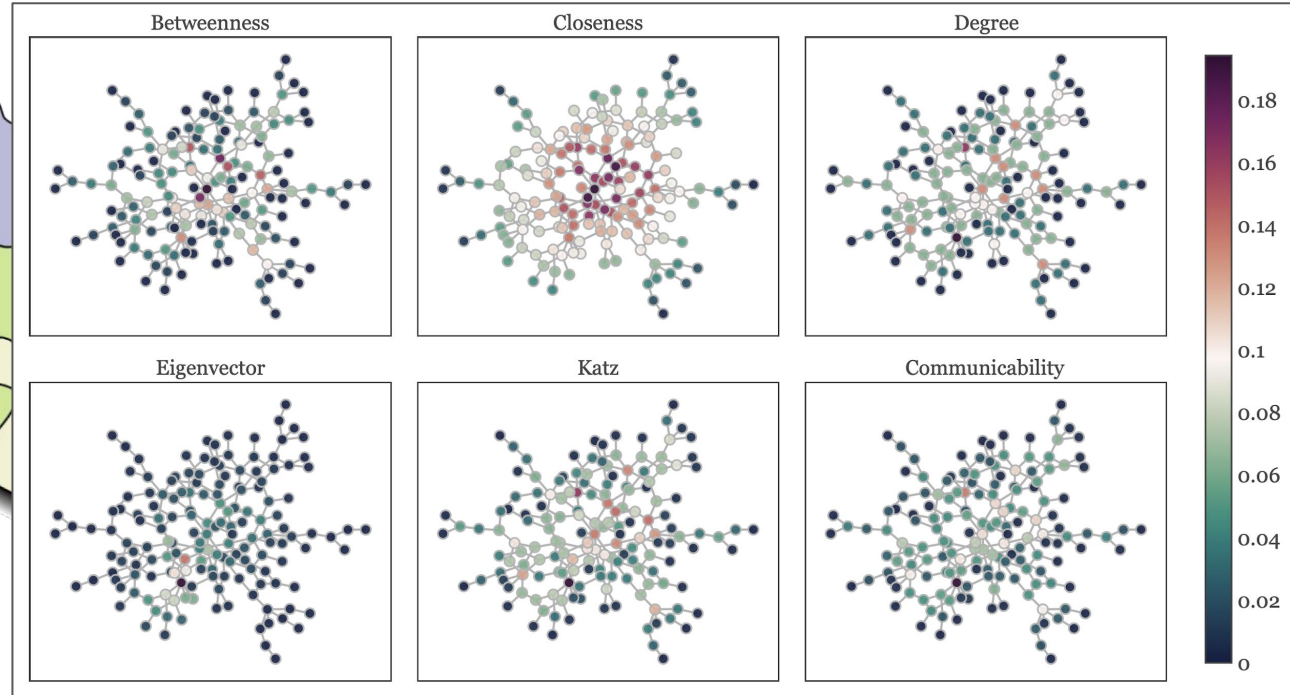 Betweenness
Closeness
Degree
0.18
0.16
0.14
0.12
0.1
0.08
0.06
0.04
0.02
0
Eigenvector
Katz
Communicability